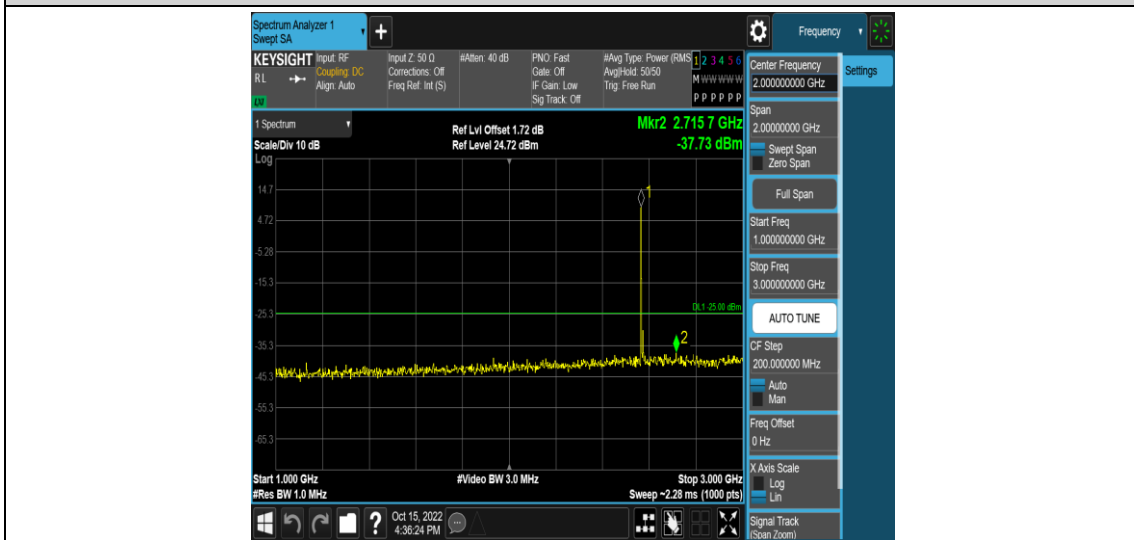 Spectrum Analyzer 1
Swept SA
+
Frequency
KEYSIGHT
RL
LXI
Input: RF
Coupling: DC
Align: Auto
Input Z: 50 Ω
Corrections: Off
Freq Ref: Int (S)
#Atten: 40 dB
PNO: Fast
Gate: Off
IF Gain: Low
Sig Track: Off
#Avg Type: Power (RMS
Avg|Hold: 50/50
Trig: Free Run
1 2 3 4 5 6
M W W W W W
P P P P P P
1 Spectrum
Scale/Div 10 dB
Log
Ref Lvl Offset 1.72 dB
Ref Level 24.72 dBm
Mkr2 2.715 7 GHz
-37.73 dBm
14.7
4.72
-5.28
-15.3
-25.3
-35.3
-45.3
-55.3
-65.3
1
DL1 -25.00 dBm
2
Start 1.000 GHz
#Res BW 1.0 MHz
#Video BW 3.0 MHz
Stop 3.000 GHz
Sweep ~2.28 ms (1000 pts)
?
Oct 15, 2022
4:36:24 PM
Center Frequency
2.000000000 GHz
Settings
Span
2.00000000 GHz
Swept Span
Zero Span
Full Span
Start Freq
1.000000000 GHz
Stop Freq
3.000000000 GHz
AUTO TUNE
CF Step
200.000000 MHz
Auto
Man
Freq Offset
0 Hz
X Axis Scale
Log
Lin
Signal Track
(Span Zoom)